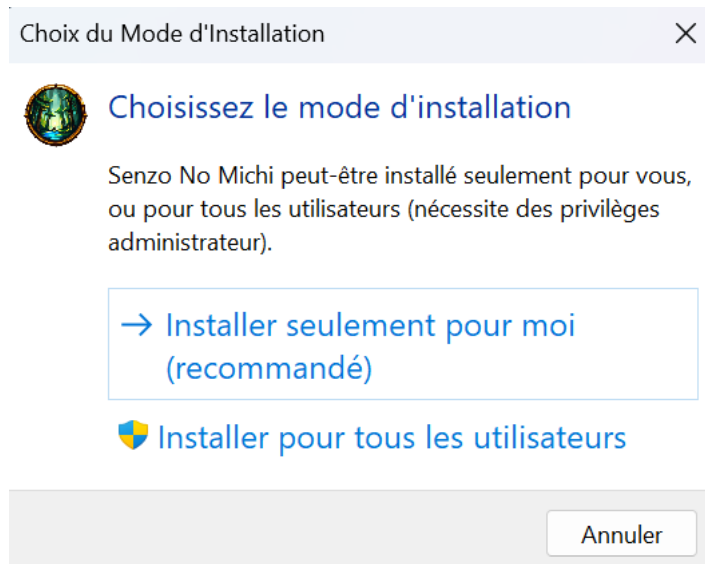 Choix du Mode d'Installation
Choisissez le mode d'installation
Senzo No Michi peut-être installé seulement pour vous,
ou pour tous les utilisateurs (nécessite des privilèges
administrateur).
Installer seulement pour moi
(recommandé)
Installer pour tous les utilisateurs
Annuler